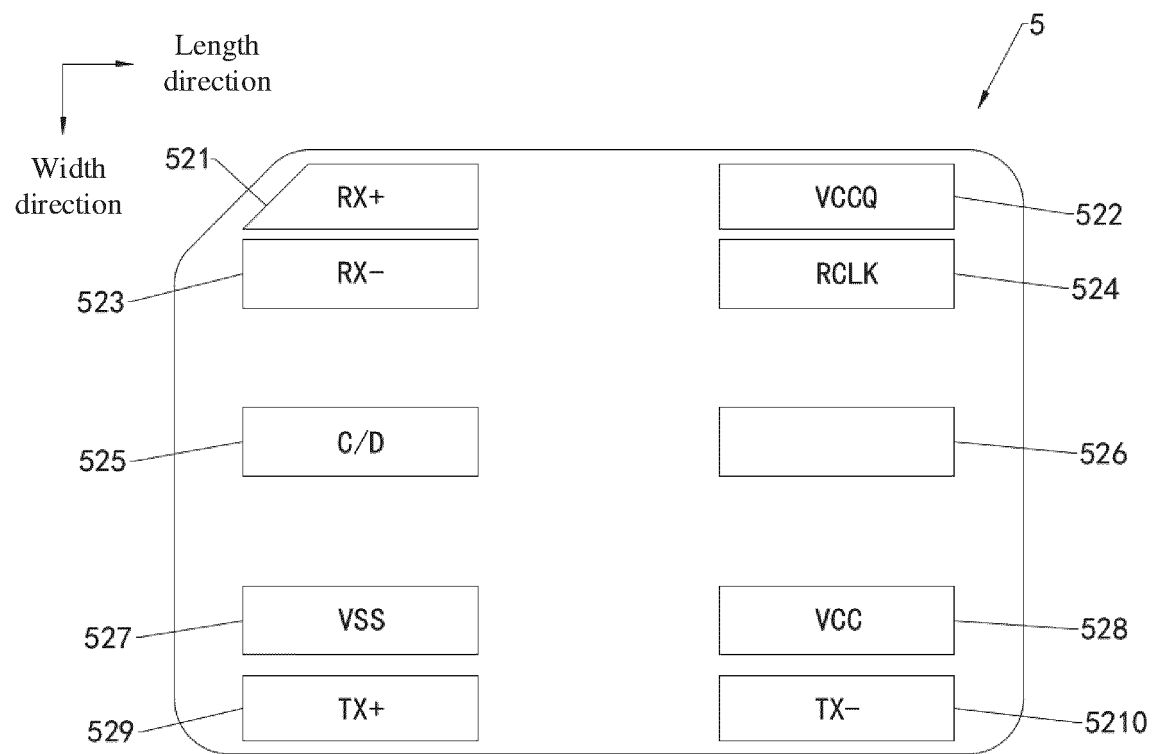 5
Length
direction
Width
direction
521
RX+
VCCQ
522
523
RX-
RCLK
524
525
C/D
526
527
VSS
VCC
528
529
TX+
TX-
5210